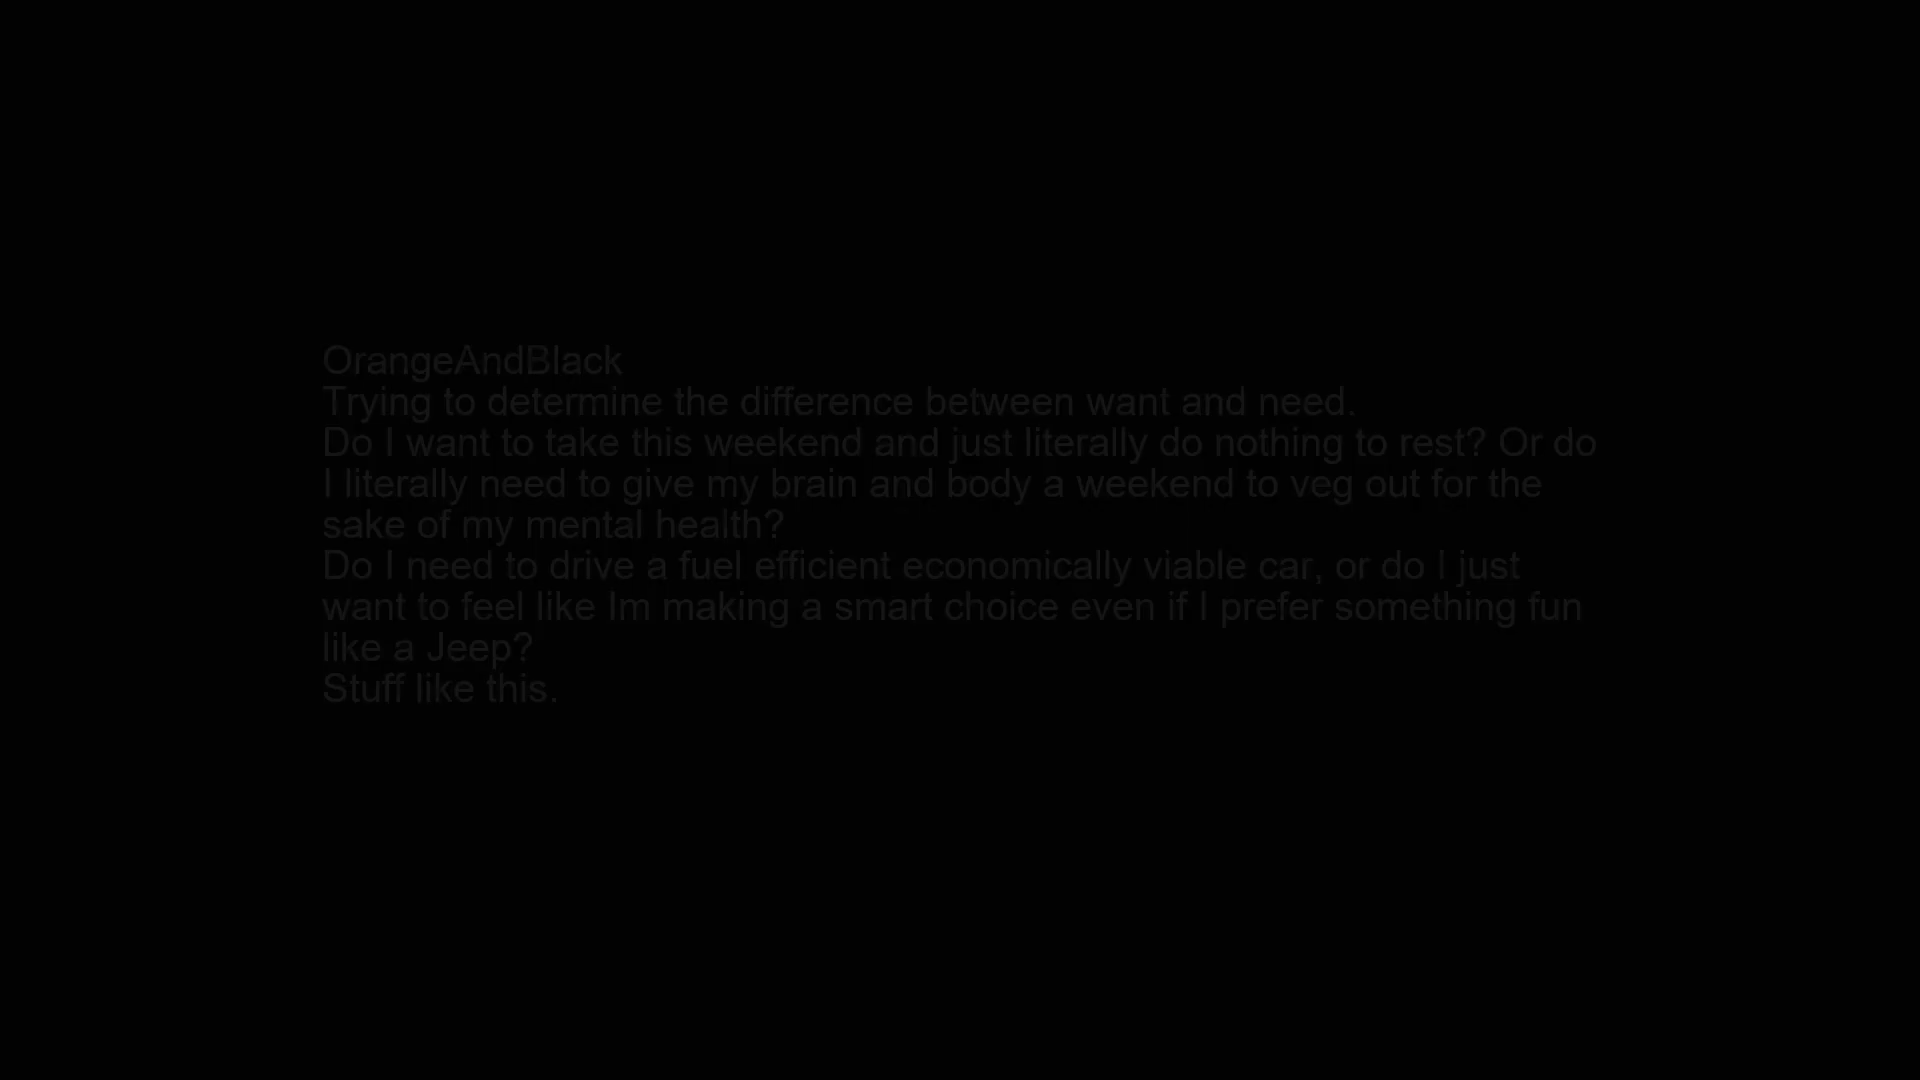 OrangeAndBlack
Trying to determine the difference between want and need.
Do I want to take this weekend and just literally do nothing to rest? Or do
I literally need to give my brain and body a weekend to veg out for the
sake of my mental health?
Do I need to drive a fuel efficient economically viable car, or do I just
want to feel like Im making a smart choice even if I prefer something fun
like a Jeep?
Stuff like this.